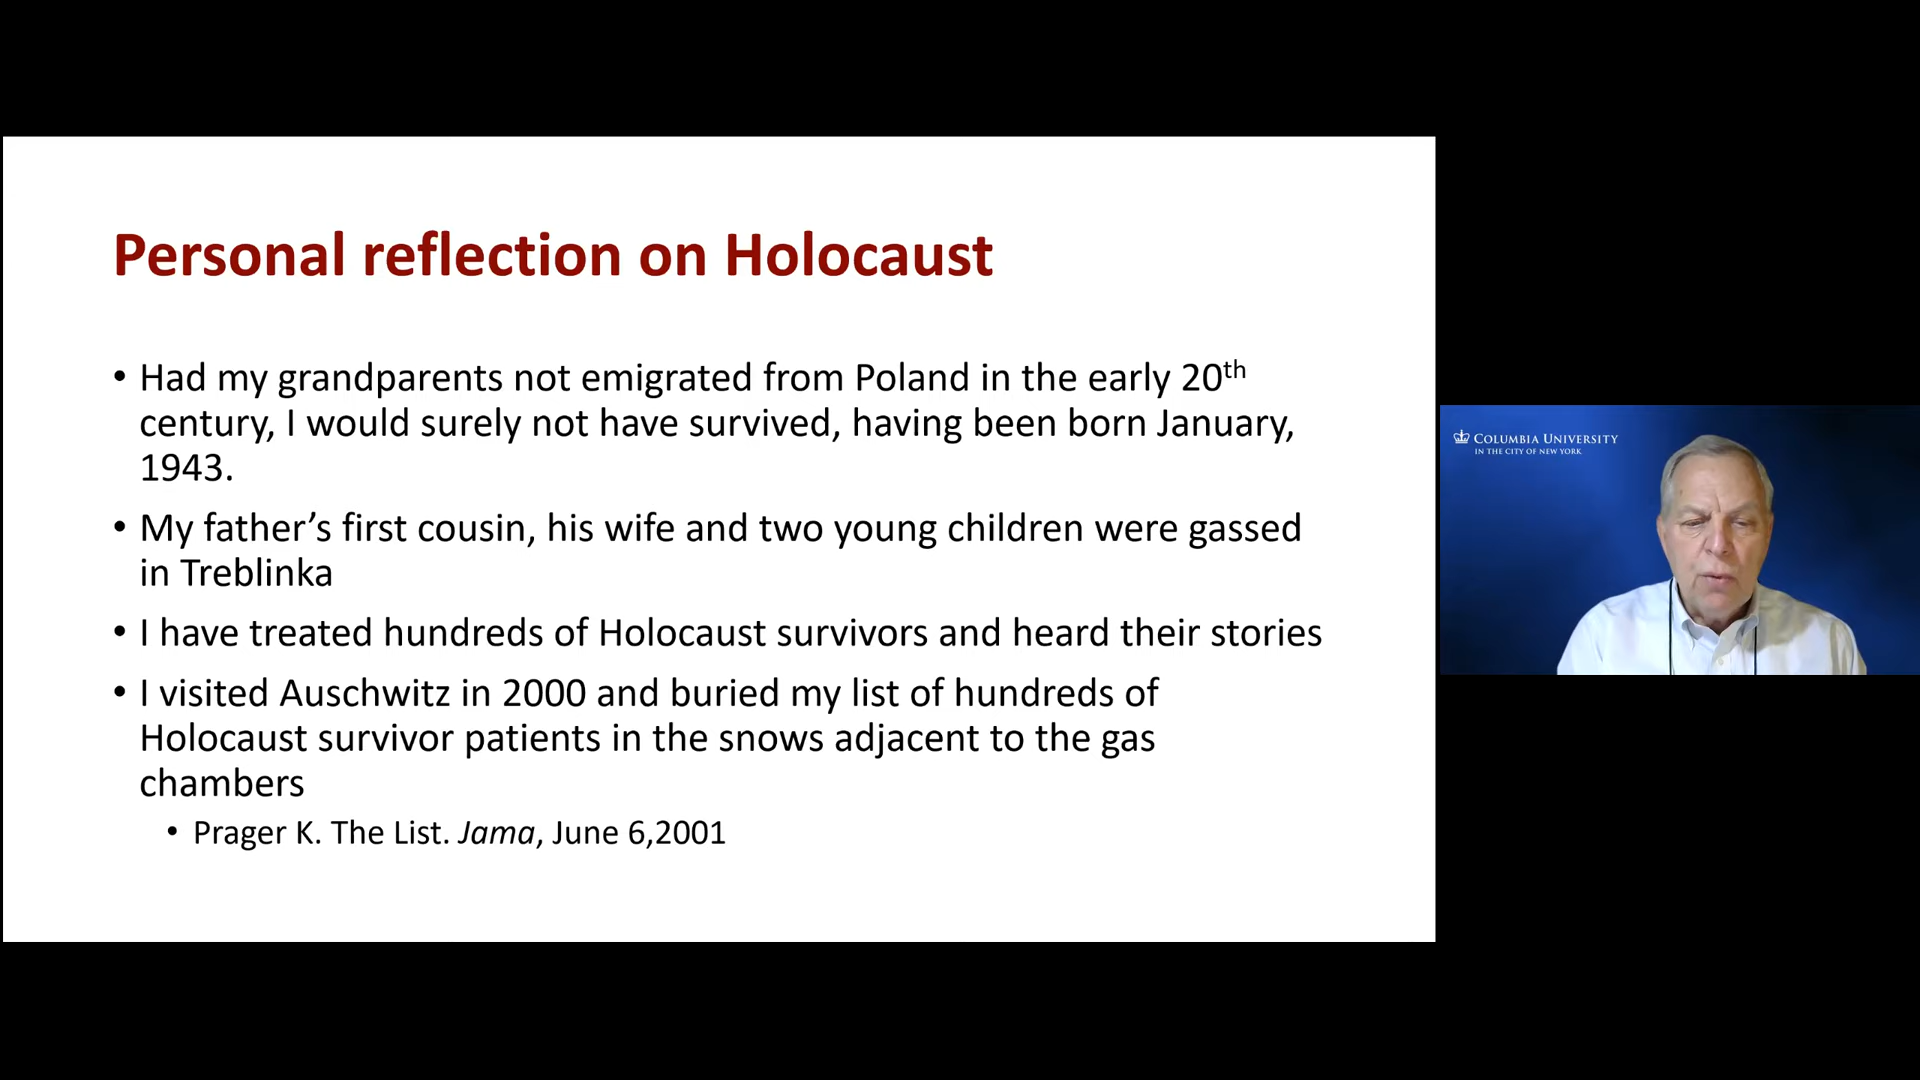 Personal reflection on Holocaust
• Had my grandparents not emigrated from Poland in the early 20th
century, I would surely not have survived, having been born January,
1943.
• My father’s first cousin, his wife and two young children were gassed
in Treblinka
• I have treated hundreds of Holocaust survivors and heard their stories
• I visited Auschwitz in 2000 and buried my list of hundreds of
Holocaust survivor patients in the snows adjacent to the gas
chambers
• Prager K. The List. Jama, June 6,2001
COLUMBIA UNIVERSITY
IN THE CITY OF NEW YORK